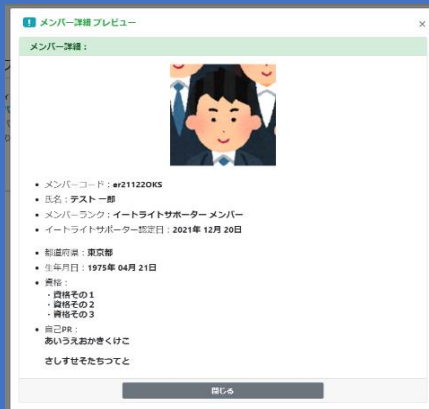 メンバー詳細 プレビュー
×
メンバー詳細：
メンバーコード：er21122OKS
氏名：テスト 一郎
メンバーランク：イートライトサポーター メンバー
イートライトサポーター認定日：2021年 12月 20日
都道府県：東京都
生年月日：1975年 04月 21日
資格：
・資格その１
・資格その２
・資格その３
自己PR：
あいうえおかきくけこ
さしすせそたちつてと
閉じる